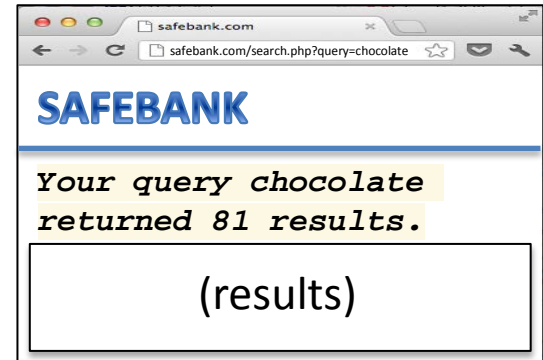 safebank.com
safebank.com/search.php?query=chocolate
SAFEBANK
Your query chocolate
returned 81 results.
(results)